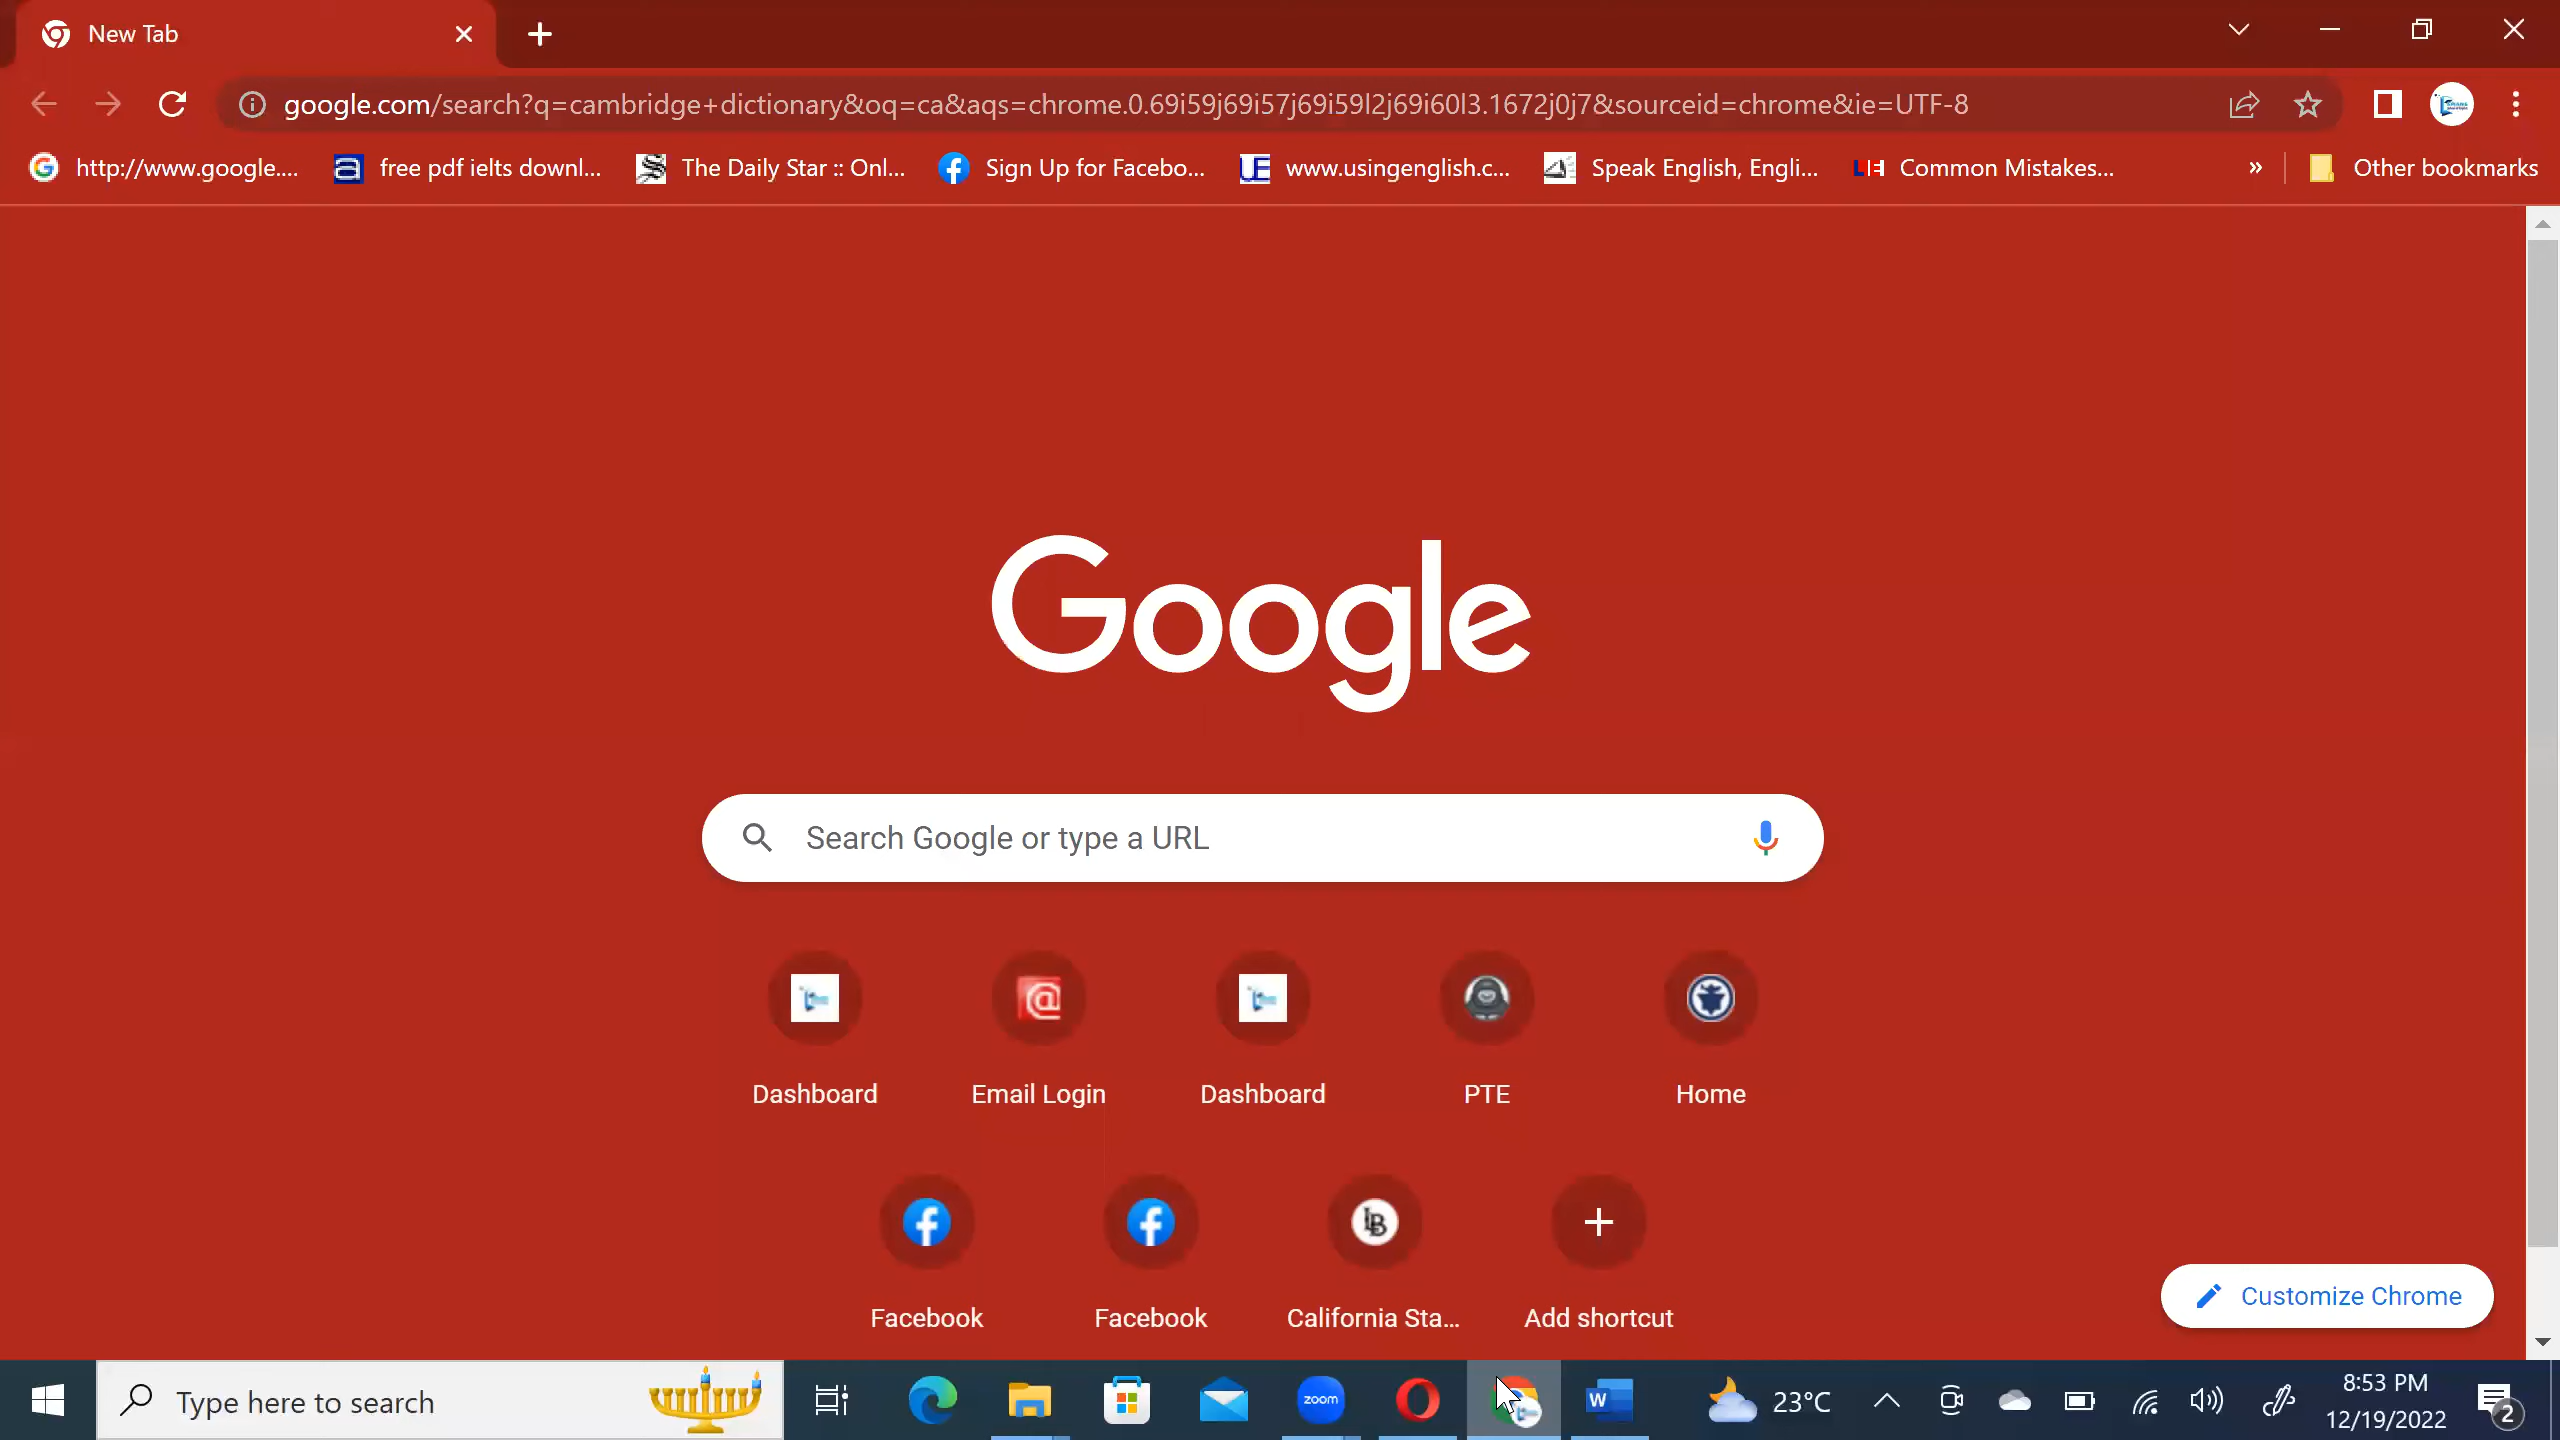 New Tab
google.com/search?q=cambridge+dictionary&oq=ca&aqs=chrome.0.69i59j69i57j69i59l2j69i60l3.1672j0j7&sourceid=chrome&ie=UTF-8
http://www.google.... free pdf ielts downl... The Daily Star :: Onl... Sign Up for Facebo... www.usingenglish.c... Speak English, Engli... Common Mistakes... » Other bookmarks
Google
Search Google or type a URL
Dashboard Email Login Dashboard PTE Home
Facebook Facebook California Sta... Add shortcut
Customize Chrome
Type here to search
zoom
W
23°C
8:53 PM
12/19/2022
2